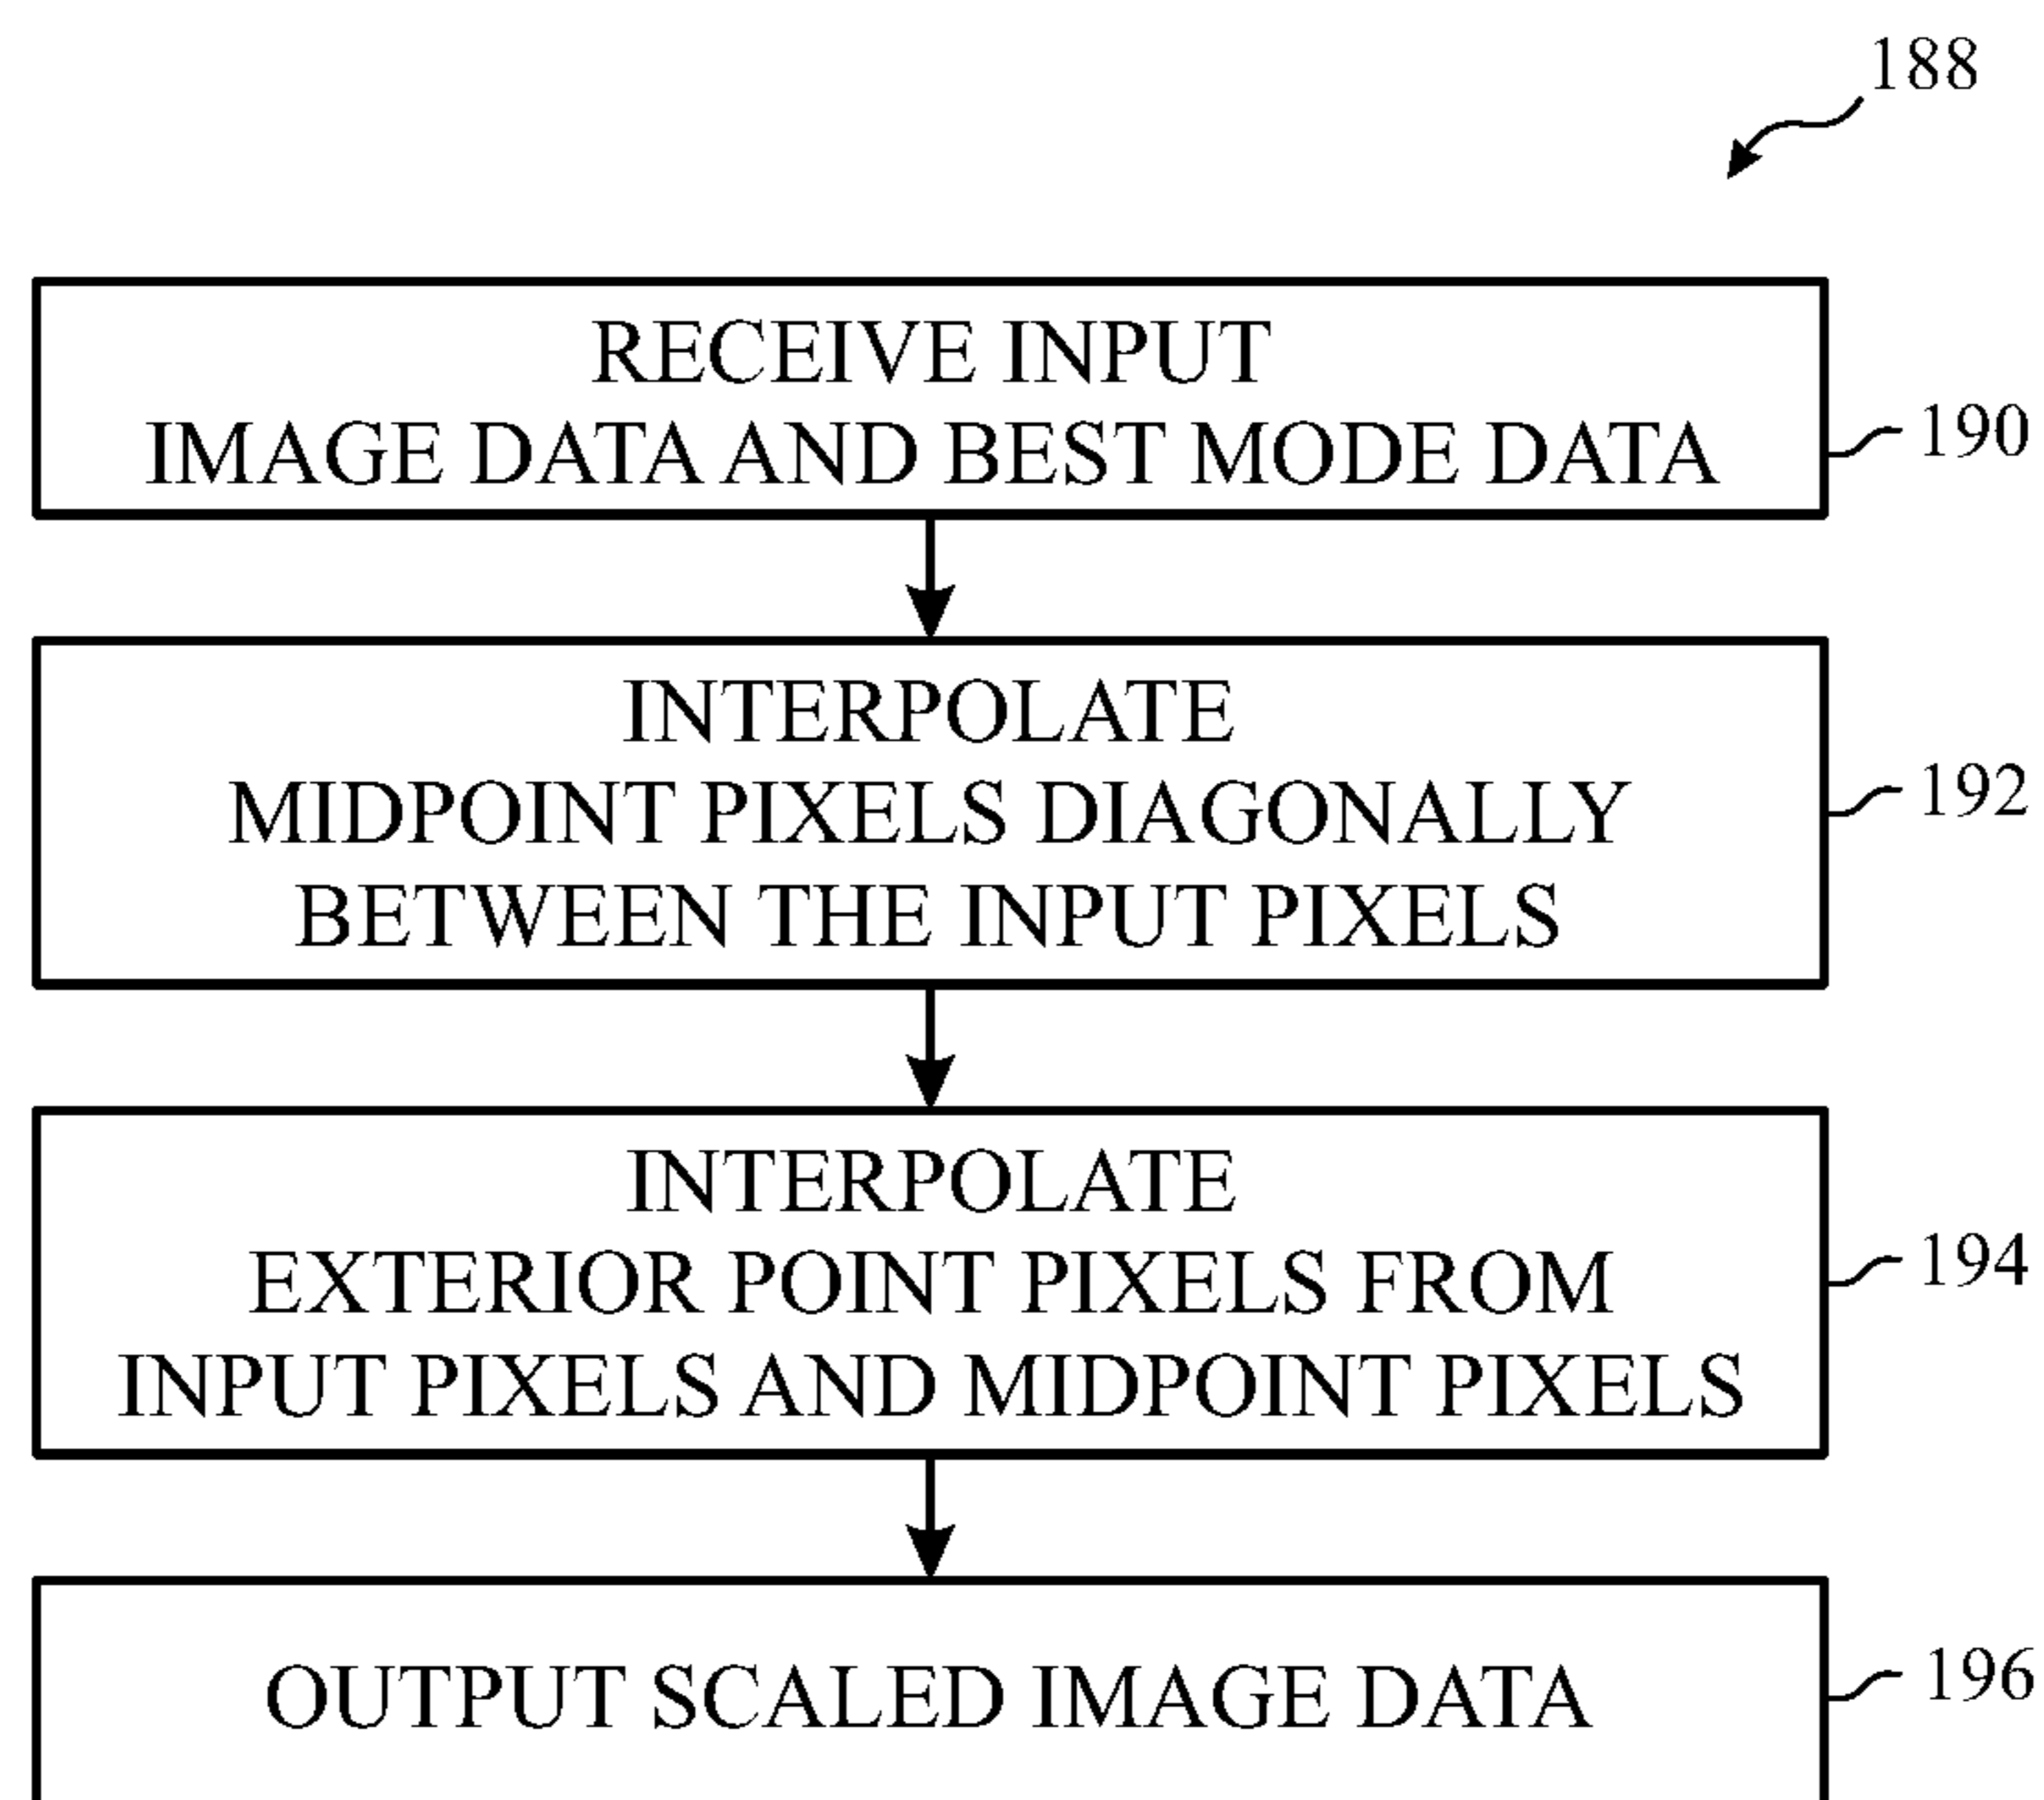 188
RECEIVE INPUT
IMAGE DATA AND BEST MODE DATA
190
INTERPOLATE
MIDPOINT PIXELS DIAGONALLY
BETWEEN THE INPUT PIXELS
192
INTERPOLATE
EXTERIOR POINT PIXELS FROM
INPUT PIXELS AND MIDPOINT PIXELS
194
OUTPUT SCALED IMAGE DATA
196